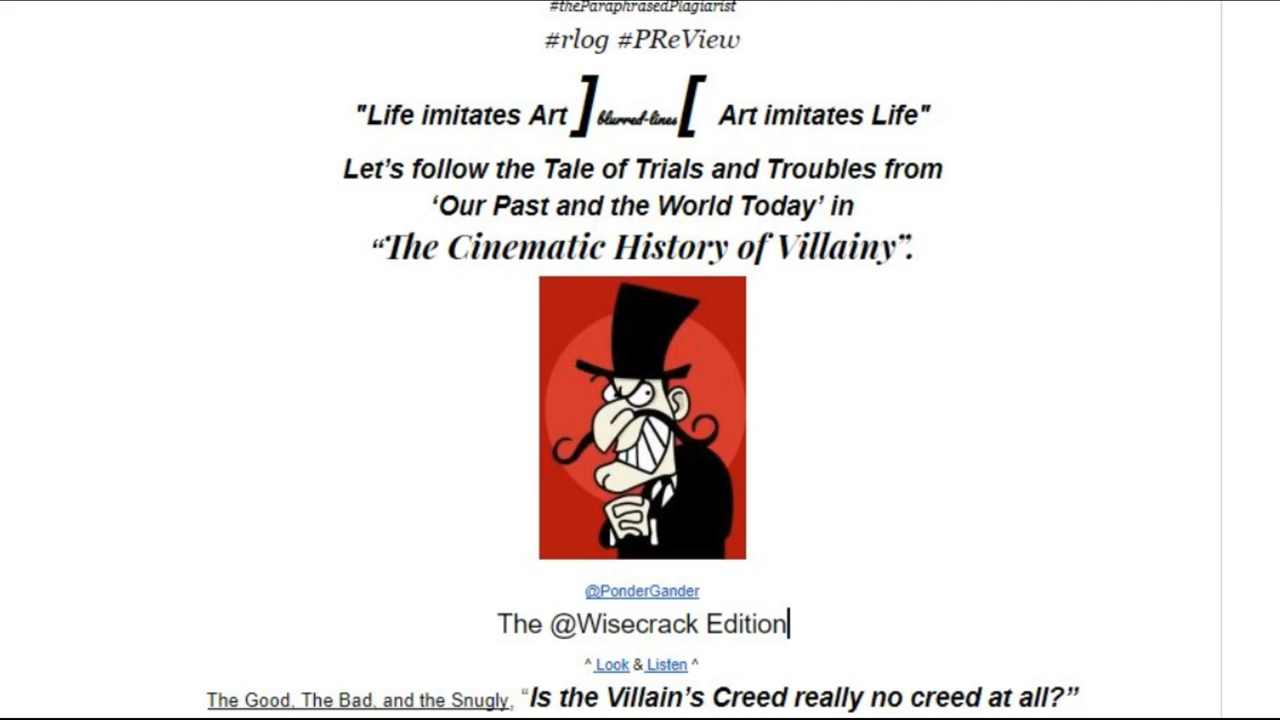 #theParaphrasedPlagiarist
#rlog #PReView
"Life imitates Art ] blurred-lines [ Art imitates Life"
Let’s follow the Tale of Trials and Troubles from
‘Our Past and the World Today’ in
“The Cinematic History of Villainy”.
@PonderGander
The @Wisecrack Edition
^ Look & Listen ^
The Good, The Bad, and the Snugly, “Is the Villain’s Creed really no creed at all?”